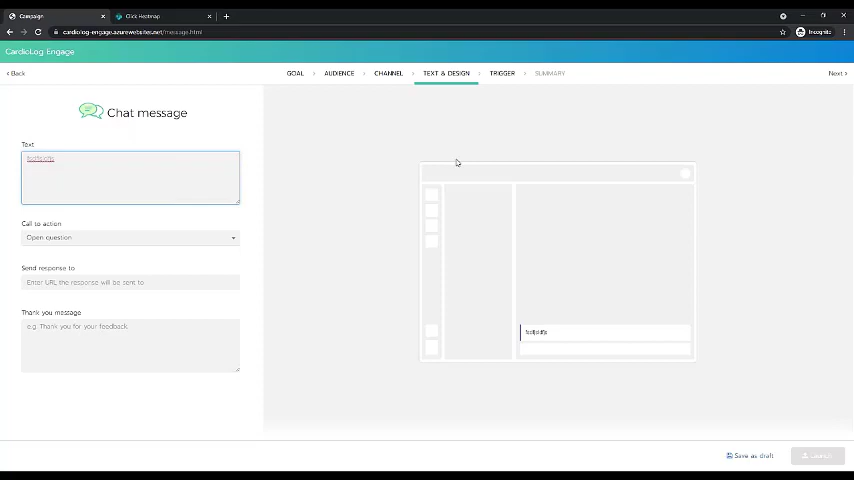 Campaign
Click Heatmap
cardiolog-engage.azurewebsites.net/message.html
Incognito
CardioLog Engage
< Back
GOAL > AUDIENCE > CHANNEL > TEXT & DESIGN > TRIGGER > SUMMARY
Next >
Chat message
Text
Call to action
Open question
Send response to
Enter URL the response will be sent to
Thank you message
e.g. Thank you for your feedback
Save as draft
Launch